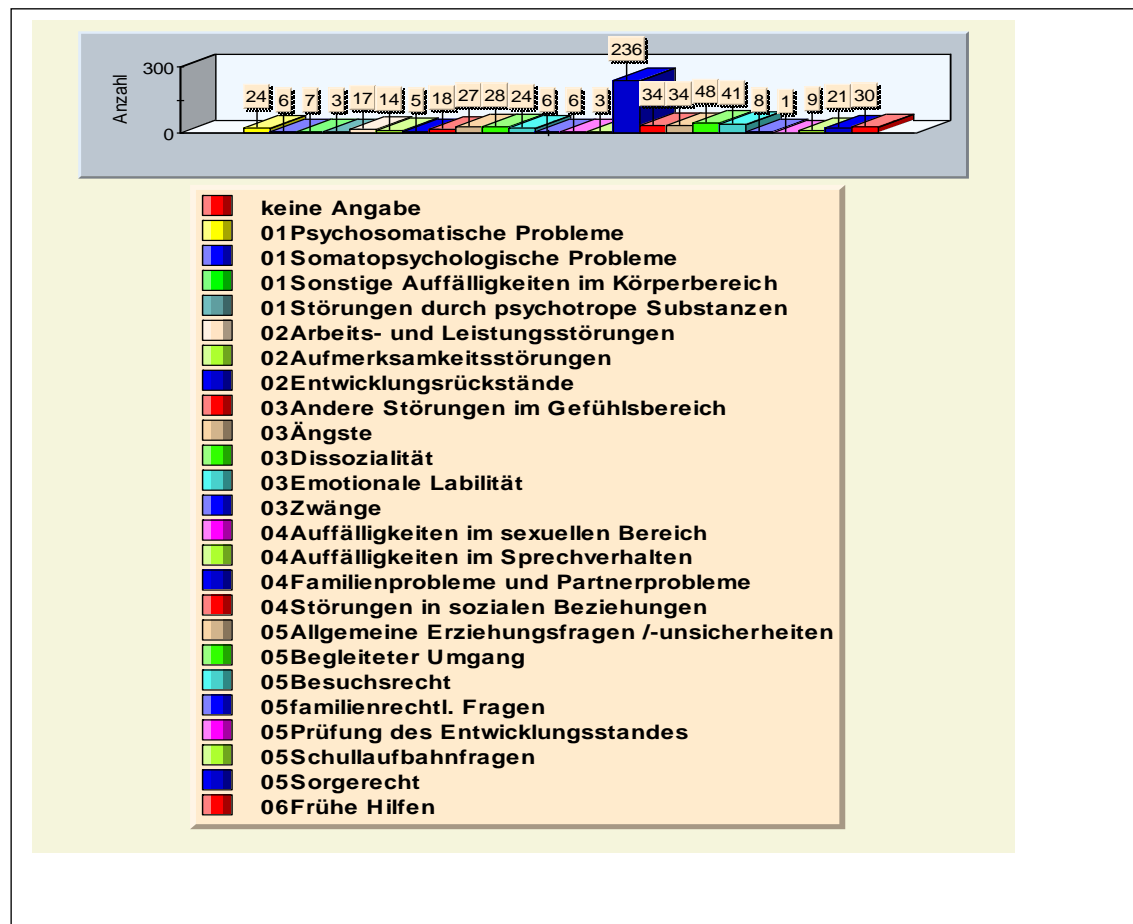 236
300
24 6 7 3 17 14 5 18 27 28 24 6 6 3 34 34 48 41 8 1 9 21 30
Anzahl
0
keine Angabe
01Psychosomatische Probleme
01Somatopsychologische Probleme
01Sonstige Auffälligkeiten im Körperbereich
01Störungen durch psychotrope Substanzen
02Arbeits- und Leistungsstörungen
02Aufmerksamkeitsstörungen
02Entwicklungsrückstände
03Andere Störungen im Gefühlsbereich
03Ängste
03Dissozialität
03Emotionale Labilität
03Zwänge
04Auffälligkeiten im sexuellen Bereich
04Auffälligkeiten im Sprechverhalten
04Familienprobleme und Partnerprobleme
04Störungen in sozialen Beziehungen
05Allgemeine Erziehungsfragen /-unsicherheiten
05Begleiteter Umgang
05Besuchsrecht
05familienrechtl. Fragen
05Prüfung des Entwicklungsstandes
05Schullaufbahnfragen
05Sorgerecht
06Frühe Hilfen